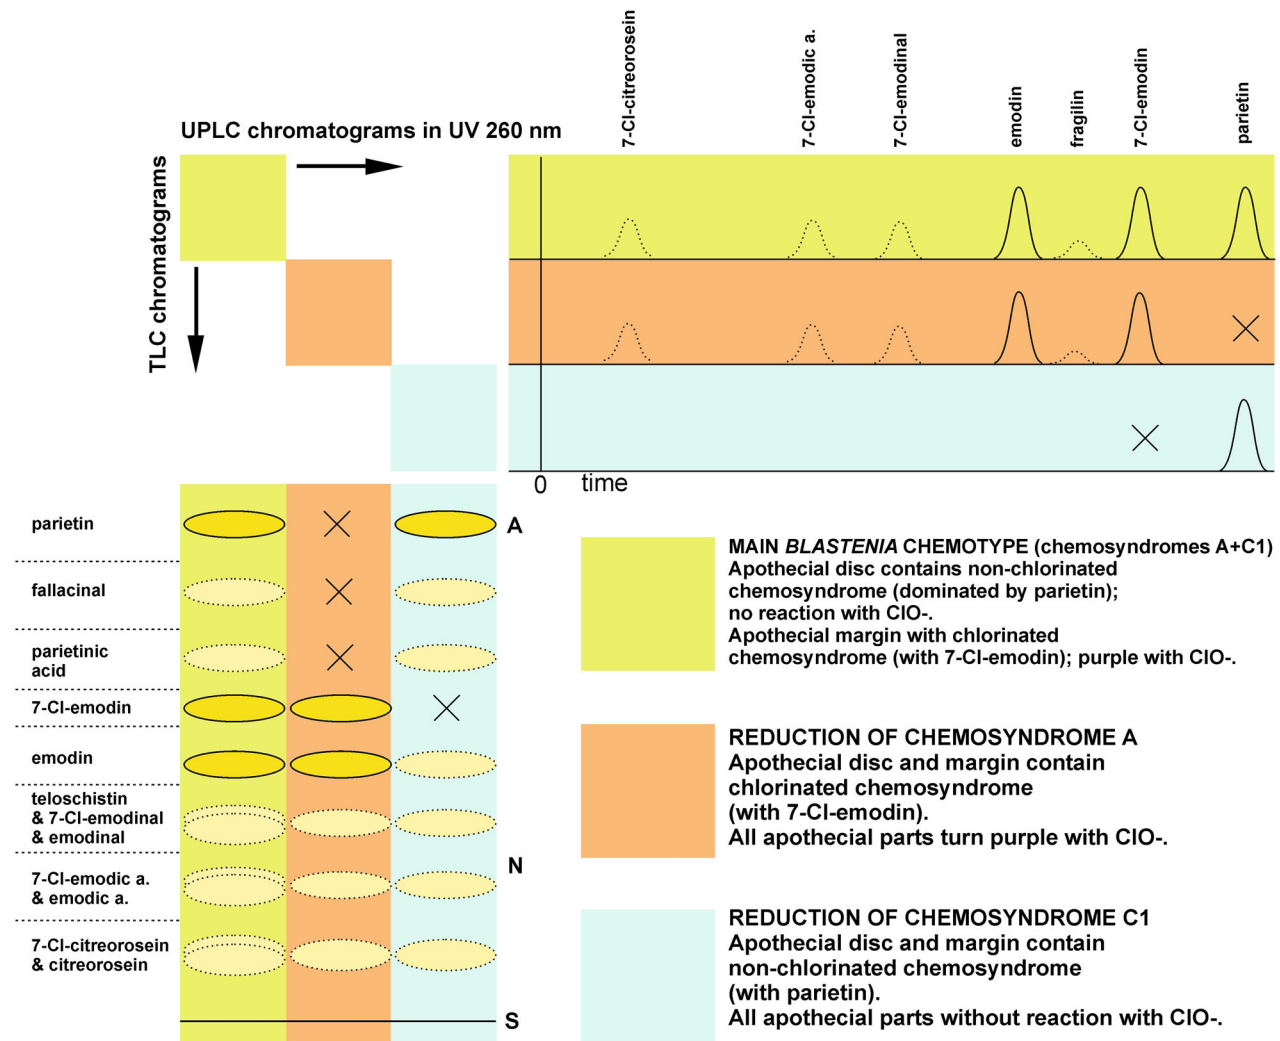 7-Cl-citreorosein
7-Cl-emodic a.
7-Cl-emodinal
emodin
fragilin
7-Cl-emodin
parietin
UPLC chromatograms in UV 260 nm
TLC chromatograms
0
time
parietin
A
fallacinal
parietinic
acid
7-Cl-emodin
emodin
teloschistin
& 7-Cl-emodinal
& emodinal
N
7-Cl-emodic a.
& emodic a.
7-Cl-citreorosein
& citreorosein
S
MAIN BLASTENIA CHEMOTYPE (chemosyndromes A+C1)
Apothecial disc contains non-chlorinated
chemosyndrome (dominated by parietin);
no reaction with ClO-.
Apothecial margin with chlorinated
chemosyndrome (with 7-Cl-emodin); purple with ClO-.
REDUCTION OF CHEMOSYNDROME A
Apothecial disc and margin contain
chlorinated chemosyndrome
(with 7-Cl-emodin).
All apothecial parts turn purple with ClO-.
REDUCTION OF CHEMOSYNDROME C1
Apothecial disc and margin contain
non-chlorinated chemosyndrome
(with parietin).
All apothecial parts without reaction with ClO-.